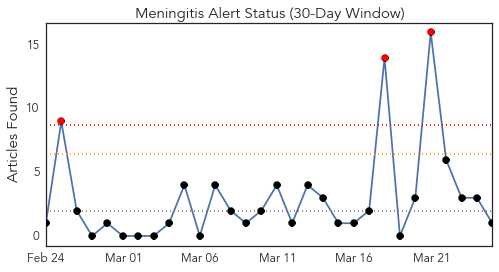 Meningitis Alert Status (30-Day Window)
Articles Found
15
10
5
0
Feb 24 Mar 01 Mar 06 Mar 11 Mar 16 Mar 21